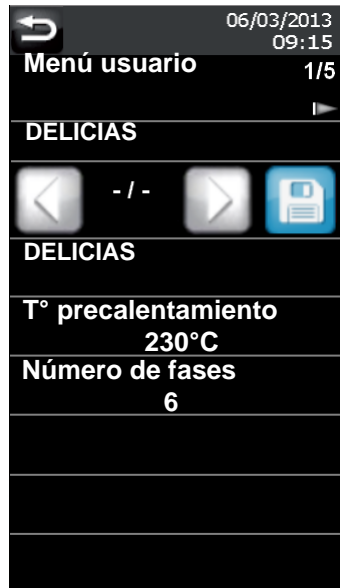 06/03/2013
09:15
Menú usuario
1/5
DELICIAS
- / -
DELICIAS
T° precalentamiento
230°C
Número de fases
6